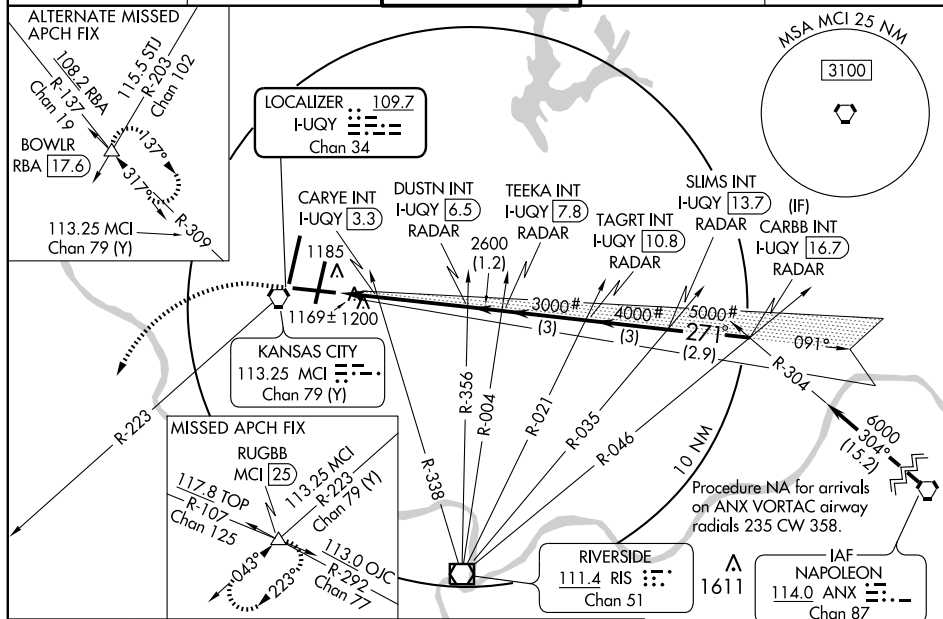 ALTERNATE MISSED
APCH FIX
108.2 RBA
R-137
Chan 19
115.5 STJ
R-203
Chan 102
BOWLR
RBA 17.6
137°
317°
R-309
113.25 MCI
Chan 79 (Y)
LOCALIZER 109.7
I-UQY
Chan 34
MSA MCI 25 NM
3100
CARYE INT
I-UQY 3.3
DUSTN INT
I-UQY 6.5
RADAR
TEEKA INT
I-UQY 7.8
RADAR
TAGRT INT
I-UQY 10.8
RADAR
SLIMS INT
I-UQY 13.7
RADAR
(IF)
CARBB INT
I-UQY 16.7
RADAR
1185
1169± 1200
2600
(1.2)
3000#
(3)
4000#
(3)
5000#
271°
(2.9)
091°
KANSAS CITY
113.25 MCI
Chan 79 (Y)
R-223
R-338
R-356
R-004
R-021
R-035
R-046
R-304
6000
304°
(15.2)
10 NM
Procedure NA for arrivals
on ANX VORTAC airway
radials 235 CW 358.
MISSED APCH FIX
RUGBB
MCI 25
113.25 MCI
R-223
Chan 79 (Y)
117.8 TOP
R-107
Chan 125
043°
223°
113.0 OJC
R-292
Chan 77
RIVERSIDE
111.4 RIS
Chan 51
1611
IAF
NAPOLEON
114.0 ANX
Chan 87